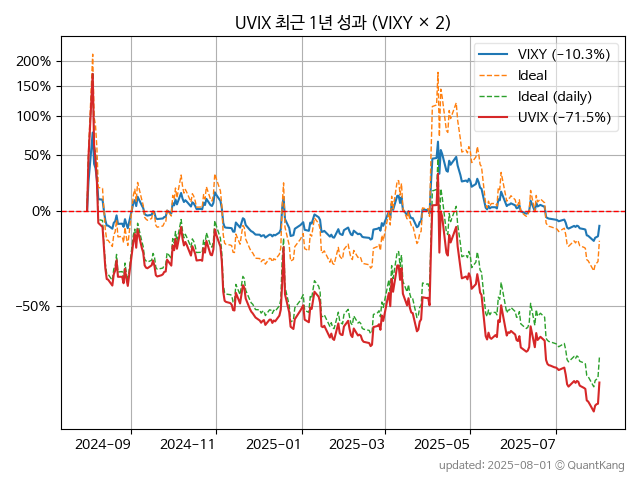 UVIX 최근 1년 성과 (VIXY × 2)
VIXY (−10.3%)
Ideal
Ideal (daily)
UVIX (−71.5%)
200%
150%
100%
50%
0%
−50%
2024-09 2024-11 2025-01 2025-03 2025-05 2025-07
updated: 2025-08-01 © QuantKang